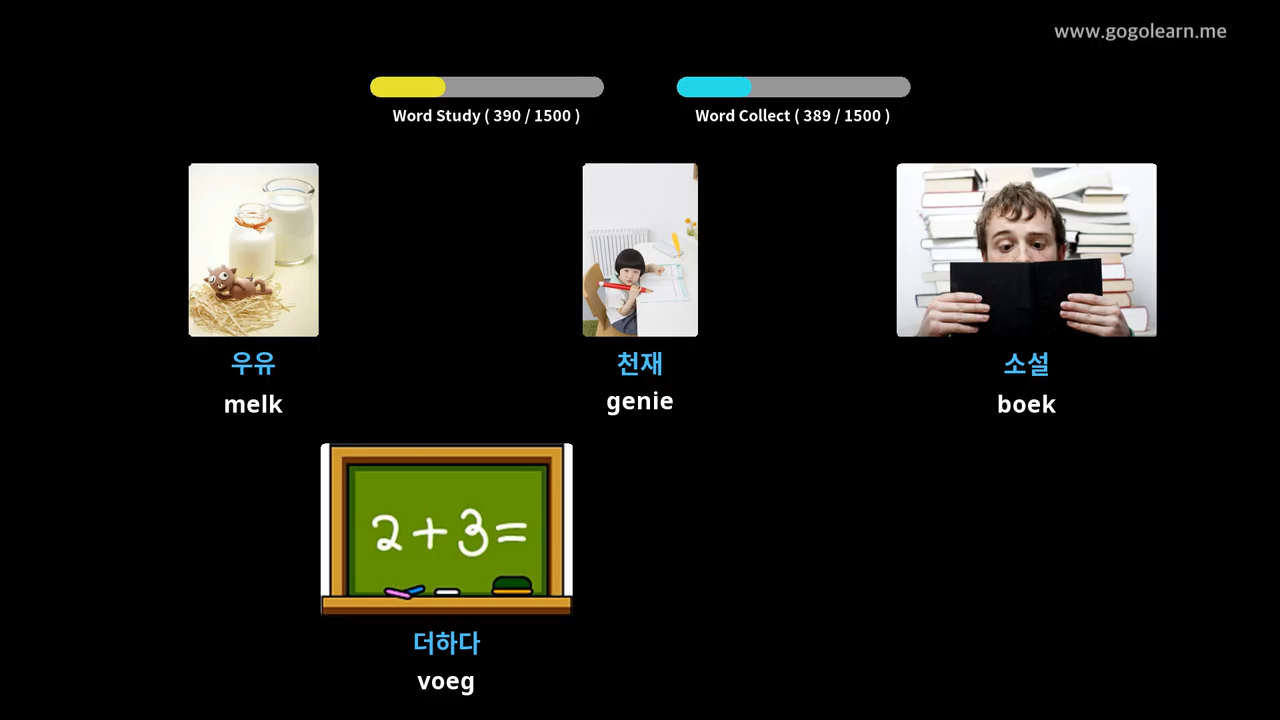 www.gogolearn.me
Word Study ( 390 / 1500 )
Word Collect ( 389 / 1500 )
우유
melk
천재
genie
소설
boek
2+3=
더하다
voeg